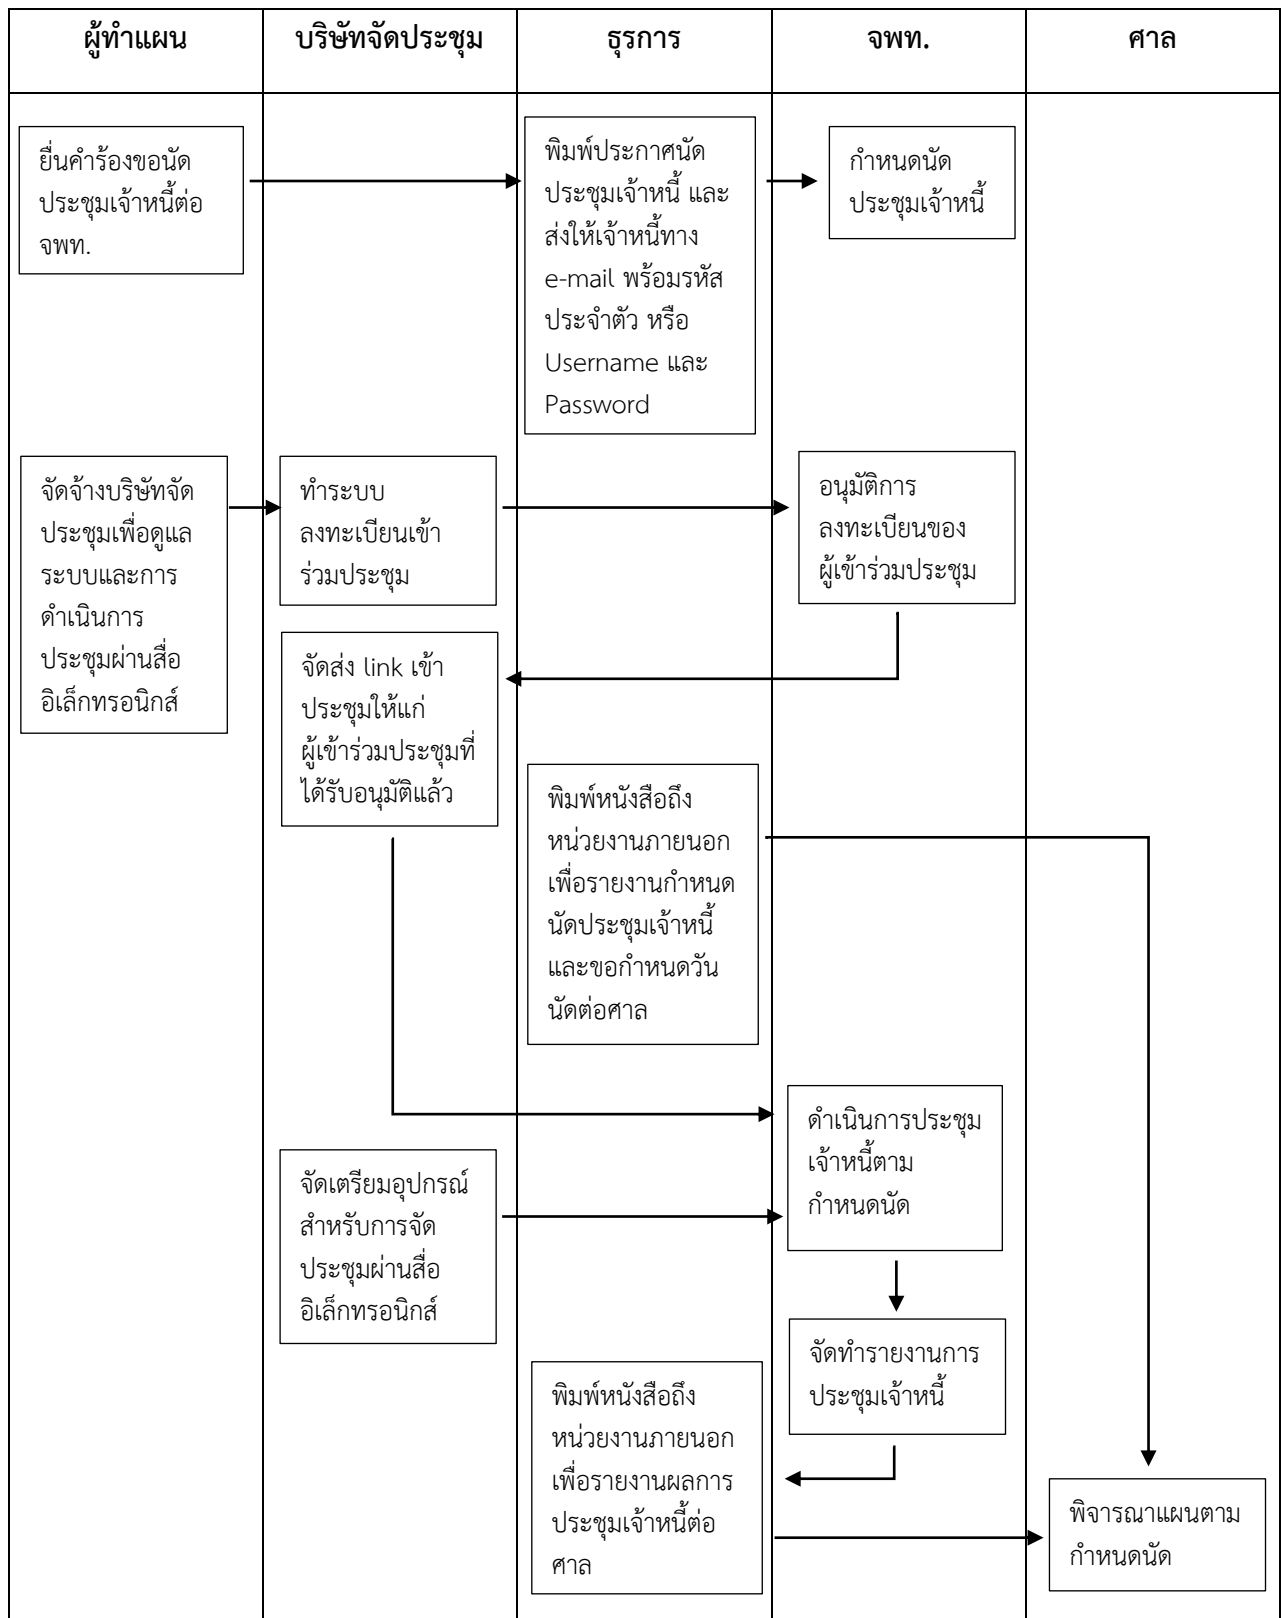 ผู้ทำแผน
บริษัทจัดประชุม
ธุรการ
จพท.
ศาล
ยื่นคำร้องขอนัด
ประชุมเจ้าหนี้ต่อ
จพท.
พิมพ์ประกาศนัด
ประชุมเจ้าหนี้ และ
ส่งให้เจ้าหนี้ทาง
e-mail พร้อมรหัส
ประจำตัว หรือ
Username และ
Password
กำหนดนัด
ประชุมเจ้าหนี้
จัดจ้างบริษัทจัด
ประชุมเพื่อดูแล
ระบบและการ
ดำเนินการ
ประชุมผ่านสื่อ
อิเล็กทรอนิกส์
ทำระบบ
ลงทะเบียนเข้า
ร่วมประชุม
อนุมัติการ
ลงทะเบียนของ
ผู้เข้าร่วมประชุม
จัดส่ง link เข้า
ประชุมให้แก่
ผู้เข้าร่วมประชุมที่
ได้รับอนุมัติแล้ว
พิมพ์หนังสือถึง
หน่วยงานภายนอก
เพื่อรายงานกำหนด
นัดประชุมเจ้าหนี้
และขอกำหนดวัน
นัดต่อศาล
ดำเนินการประชุม
เจ้าหนี้ตาม
กำหนดนัด
จัดเตรียมอุปกรณ์
สำหรับการจัด
ประชุมผ่านสื่อ
อิเล็กทรอนิกส์
จัดทำรายงานการ
ประชุมเจ้าหนี้
พิมพ์หนังสือถึง
หน่วยงานภายนอก
เพื่อรายงานผลการ
ประชุมเจ้าหนี้ต่อ
ศาล
พิจารณาแผนตาม
กำหนดนัด